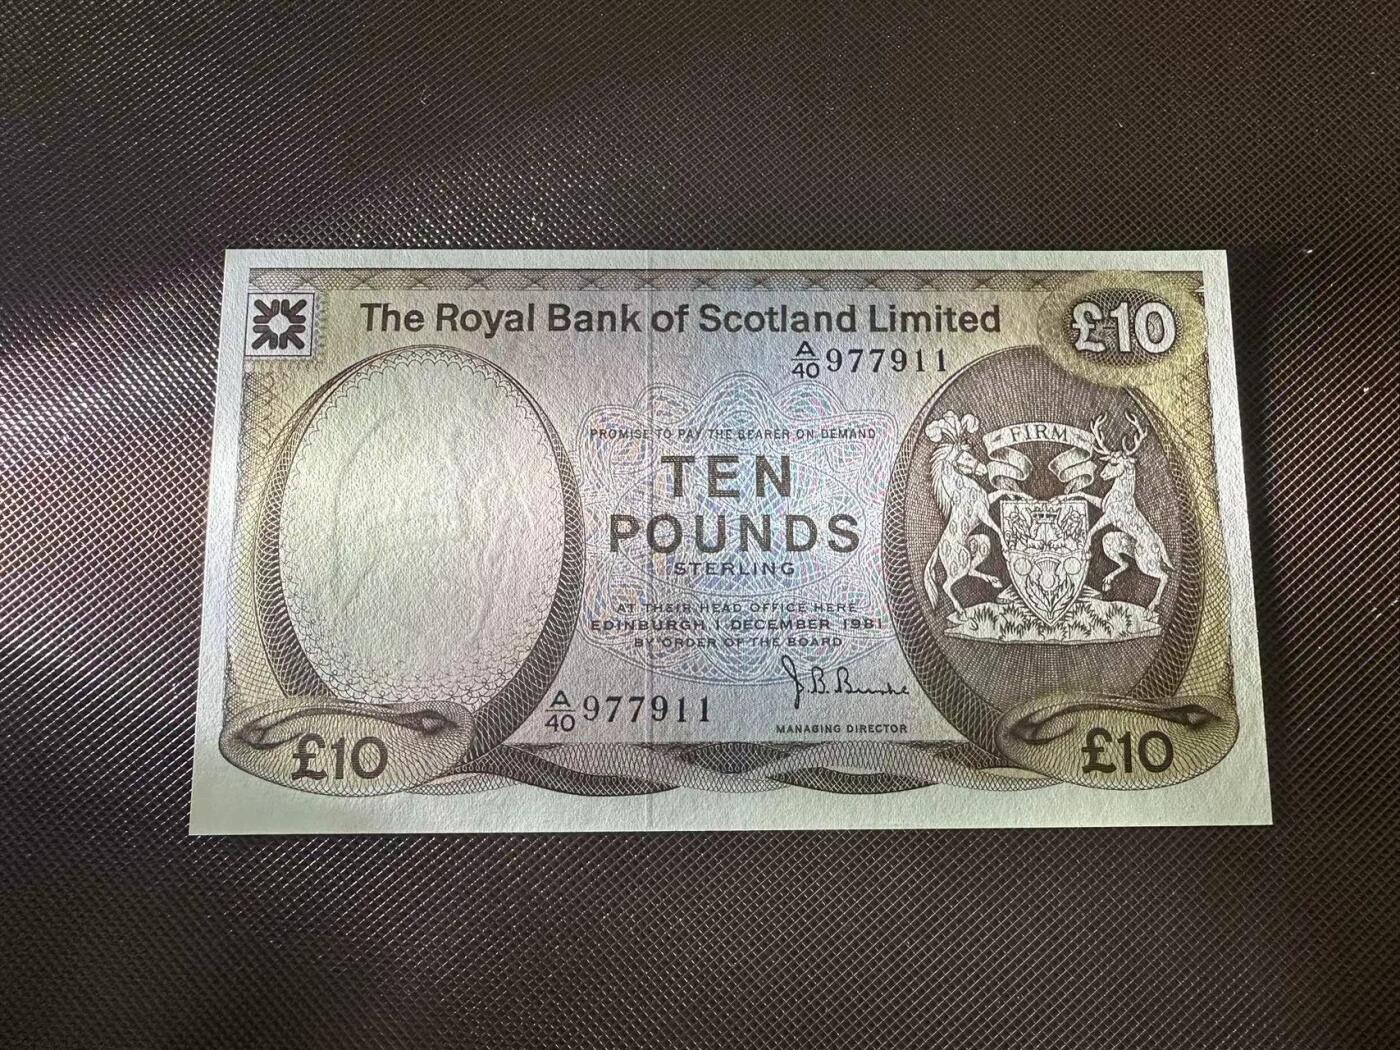 The Royal Bank of Scotland Limited
£10
A/40 977911
FIRM
PROMISE TO PAY THE BEARER ON DEMAND
TEN
POUNDS
STERLING
AT THEIR HEAD OFFICE HERE
EDINBURGH, 1 DECEMBER 1981
BY ORDER OF THE BOARD
J. B. Burke
A/40 977911
MANAGING DIRECTOR
£10
£10